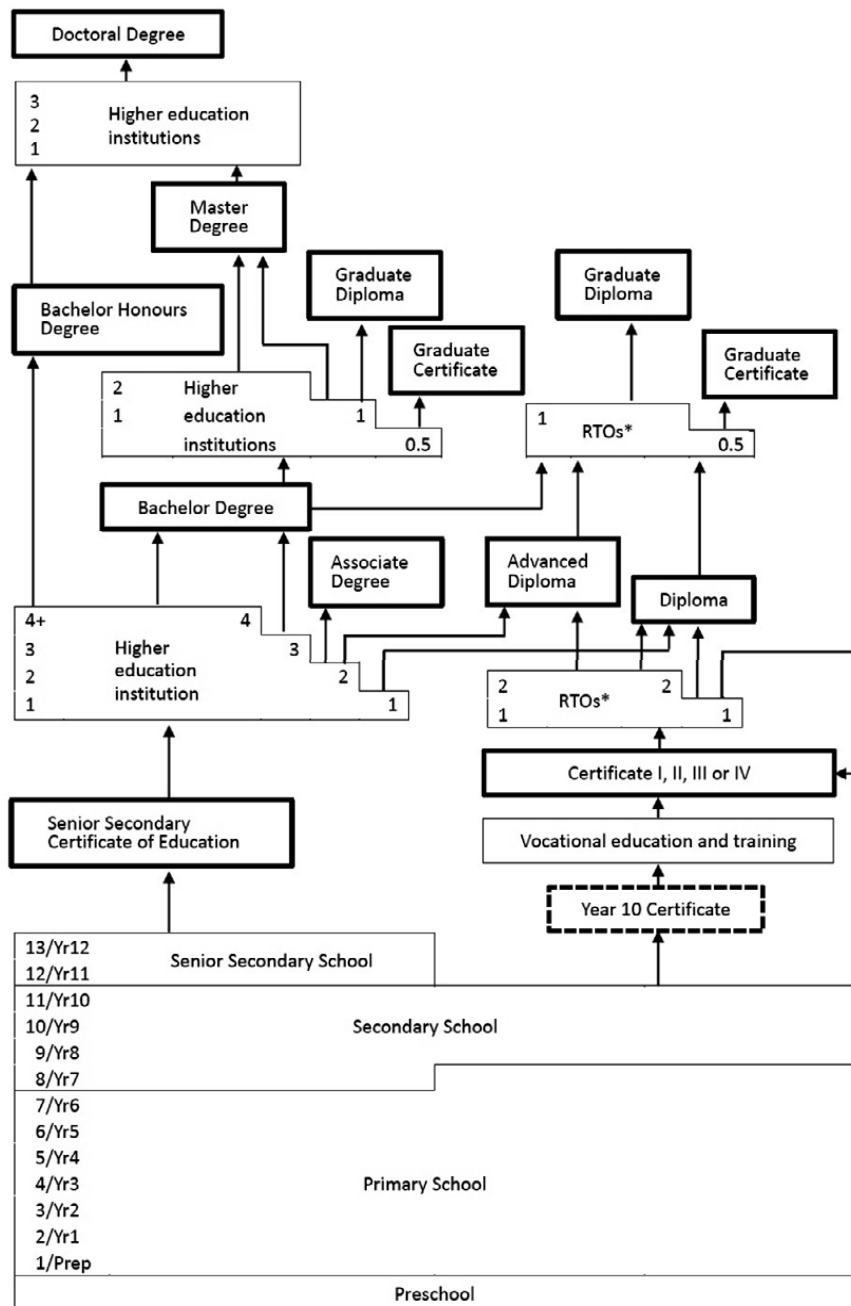 Doctoral Degree
3
2
1
Higher education
institutions
Master
Degree
Bachelor Honours
Degree
Graduate
Diploma
Graduate
Certificate
Graduate
Diploma
Graduate
Certificate
2
1
Higher
education
institutions
1
0.5
1
RTOs*
0.5
Bachelor Degree
Associate
Degree
Advanced
Diploma
Diploma
4+
3
2
1
Higher
education
institution
4
3
2
1
2
1
RTOs*
2
1
Certificate I, II, III or IV
Senior Secondary
Certificate of Education
Vocational education and training
Year 10 Certificate
13/Yr12
12/Yr11
Senior Secondary School
11/Yr10
10/Yr9
9/Yr8
8/Yr7
Secondary School
7/Yr6
6/Yr5
5/Yr4
4/Yr3
3/Yr2
2/Yr1
1/Prep
Primary School
Preschool